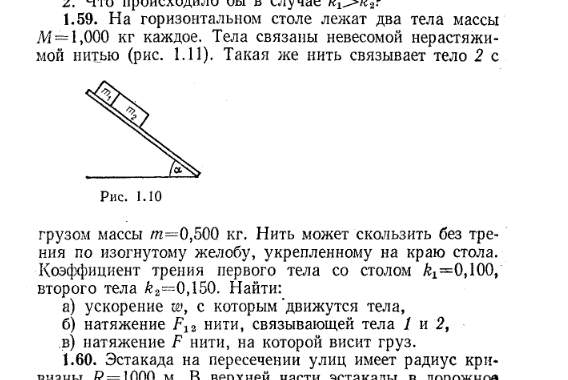 2. Что происходило бы в случае k₁>k₂?
1.59. На горизонтальном столе лежат два тела массы
M=1,000 кг каждое. Тела связаны невесомой нерастяжи-
мой нитью (рис. 1.11). Такая же нить связывает тело 2 с
m₁
m₂
α
Рис. 1.10
грузом массы m=0,500 кг. Нить может скользить без тре-
ния по изогнутому желобу, укрепленному на краю стола.
Коэффициент трения первого тела со столом k₁=0,100,
второго тела k₂=0,150. Найти:
а) ускорение w, с которым движутся тела,
б) натяжение F₁₂ нити, связывающей тела 1 и 2,
в) натяжение F нити, на которой висит груз.
1.60. Эстакада на пересечении улиц имеет радиус кри-
визны R=1000 м. В верхней части эстакады в дорожное